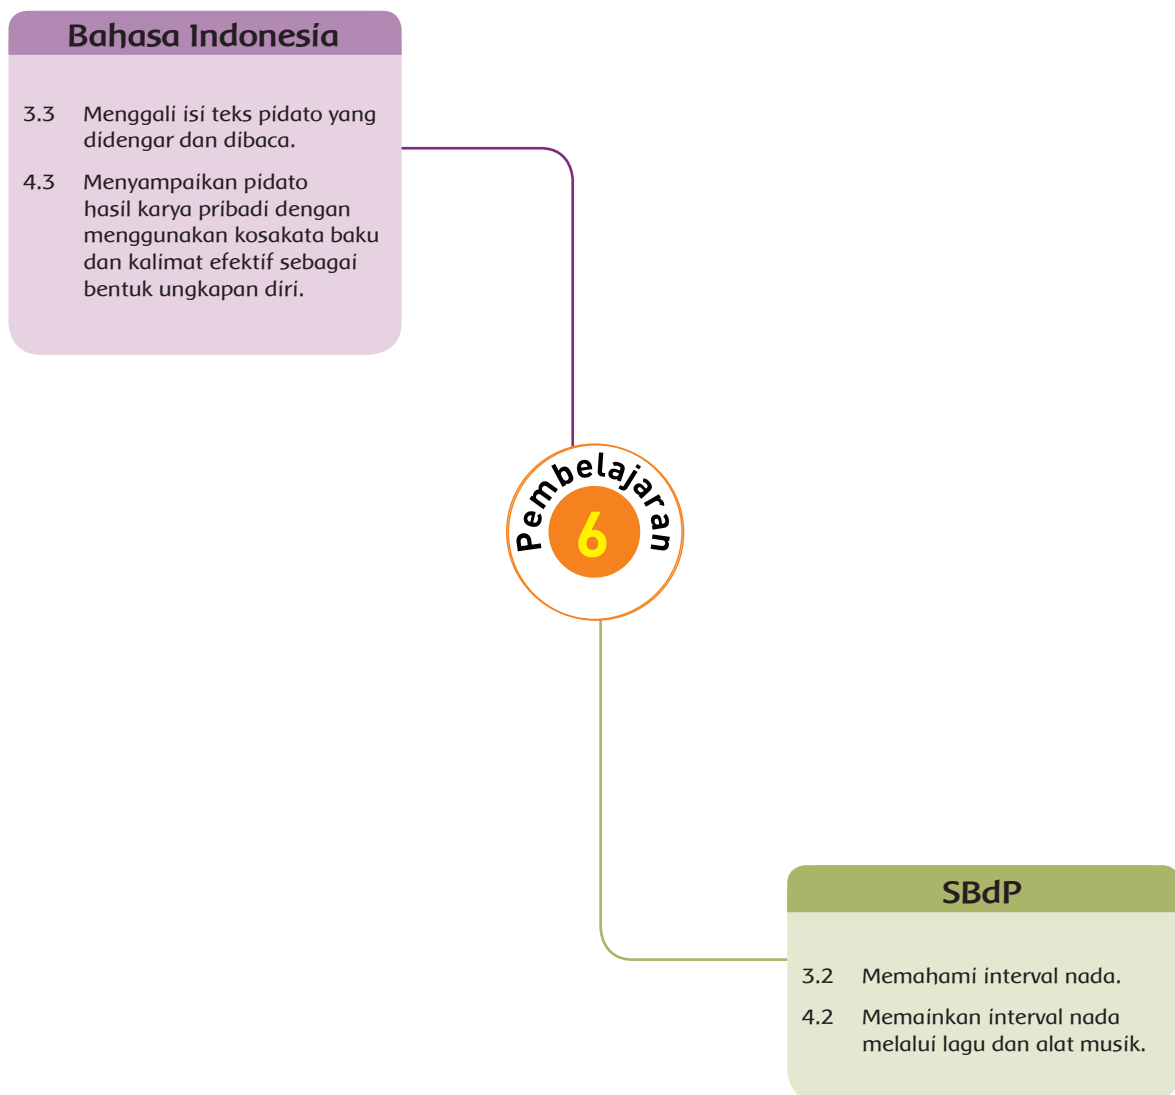 Bahasa Indonesia
3.3 Menggali isi teks pidato yang
didengar dan dibaca.
4.3 Menyampaikan pidato
hasil karya pribadi dengan
menggunakan kosakata baku
dan kalimat efektif sebagai
bentuk ungkapan diri.
Pembelajaran
6
SBdP
3.2 Memahami interval nada.
4.2 Memainkan interval nada
melalui lagu dan alat musik.